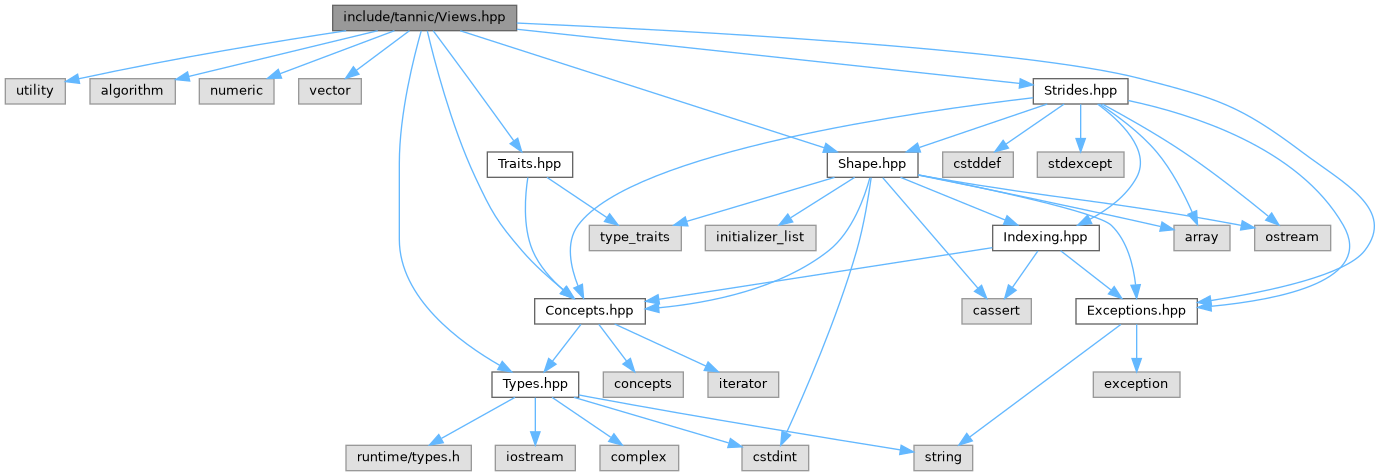 include/tannic/Views.hpp
utility
algorithm
numeric
vector
Strides.hpp
Traits.hpp
Shape.hpp
cstddef
stdexcept
type_traits
initializer_list
Indexing.hpp
array
ostream
Concepts.hpp
cassert
Exceptions.hpp
Types.hpp
concepts
iterator
exception
runtime/types.h
iostream
complex
cstdint
string